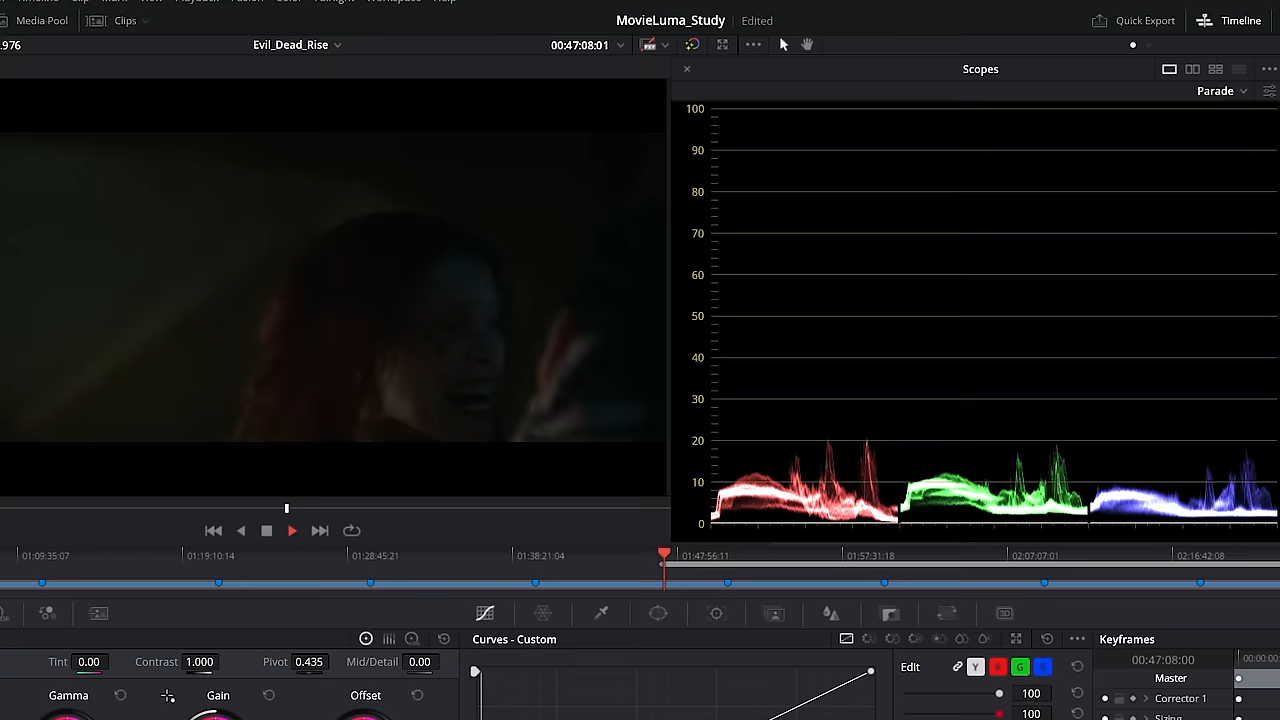 Media Pool
Clips
MovieLuma_Study
Edited
Quick Export
Timeline
.976
Evil_Dead_Rise
00:47:08:01
Scopes
Parade
100
90
80
70
60
50
40
30
20
10
0
01:09:35:07
01:19:10:14
01:28:45:21
01:38:21:04
01:47:56:11
01:57:31:18
02:07:07:01
02:16:42:08
Curves - Custom
Keyframes
Tint 0.00
Contrast 1.000
Pivot 0.435
Mid/Detail 0.00
Edit
Y
G
100
100
00:47:08:00
00:00:00:
Master
Corrector 1
Gamma
Gain
Offset